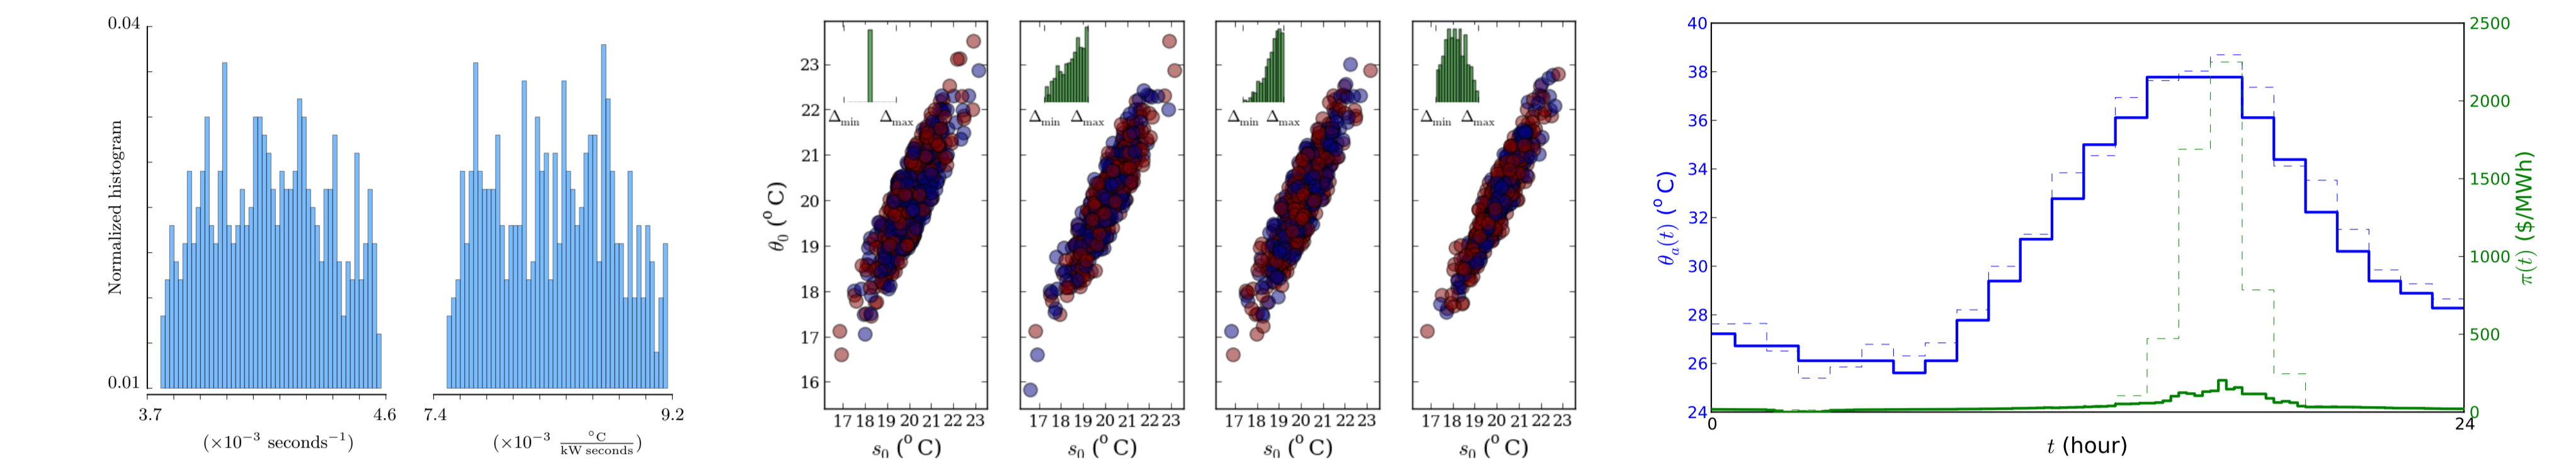 0.04
Normalized histogram
0.01
3.7 4.6
(×10⁻³ seconds⁻¹)
7.4 9.2
(×10⁻³ °C / kW seconds)
θ₀ (° C)
23
22
21
20
19
18
17
16
Δmin Δmax
17 18 19 20 21 22 23
s₀ (° C)
Δmin Δmax
17 18 19 20 21 22 23
s₀ (° C)
Δmin Δmax
17 18 19 20 21 22 23
s₀ (° C)
Δmin Δmax
17 18 19 20 21 22 23
s₀ (° C)
θₐ(t) (° C)
40
38
36
34
32
30
28
26
24
0 24
t (hour)
2500
2000
1500
1000
500
0
π(t) ($/MWh)